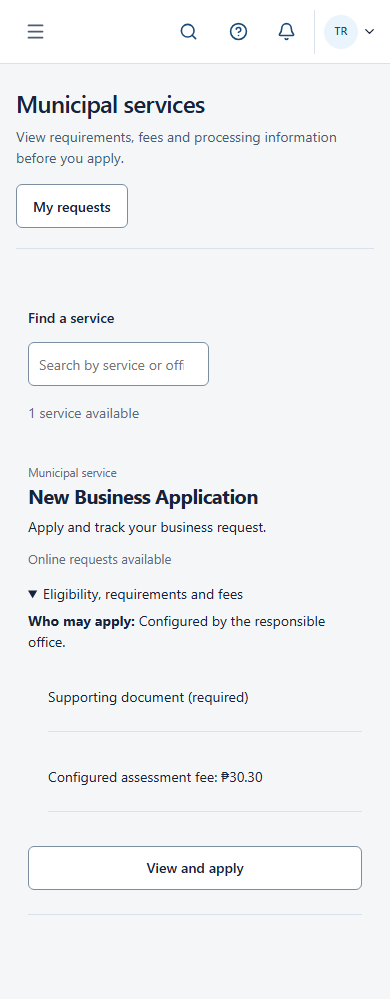 TR
Municipal services
View requirements, fees and processing information
before you apply.
My requests
Find a service
Search by service or offi
1 service available
Municipal service
New Business Application
Apply and track your business request.
Online requests available
▼ Eligibility, requirements and fees
Who may apply: Configured by the responsible
office.
Supporting document (required)
Configured assessment fee: ₱30.30
View and apply